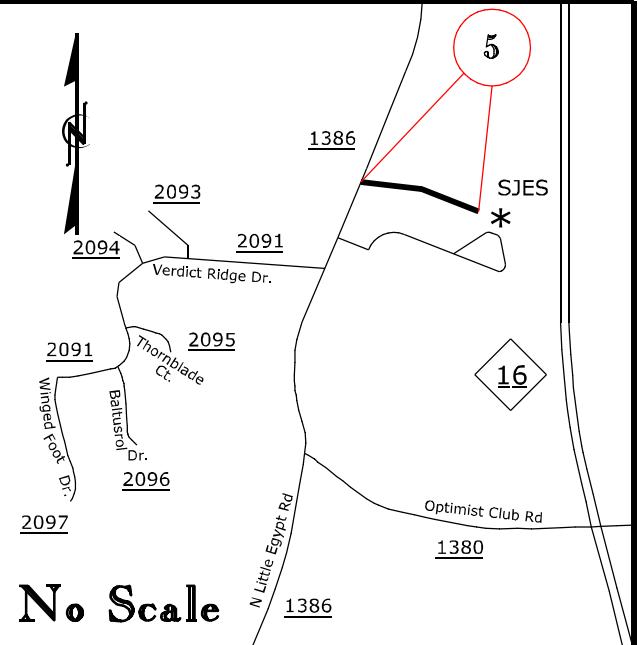 5
N
1386
SJES
*
2093
2094
2091
Verdict Ridge Dr.
2095
Thornblade
Ct.
2091
16
Winged Foot Dr.
Baltusrol
Dr.
2096
2097
Optimist Club Rd
1380
N Little Egypt Rd
1386
No Scale